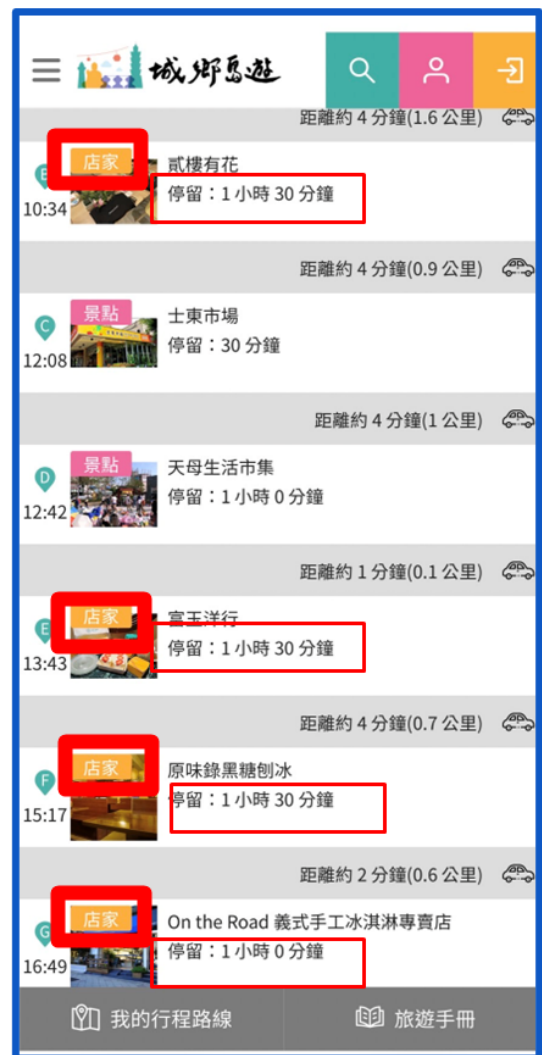 城鄉島遊
距離約 4 分鐘(1.6 公里)
店家
貳樓有花
停留：1 小時 30 分鐘
10:34
距離約 4 分鐘(0.9 公里)
C
景點
士東市場
停留：30 分鐘
12:08
距離約 4 分鐘(1 公里)
D
景點
天母生活市集
停留：1 小時 0 分鐘
12:42
距離約 1 分鐘(0.1 公里)
E
店家
富玉洋行
停留：1 小時 30 分鐘
13:43
距離約 4 分鐘(0.7 公里)
F
店家
原味錄黑糖刨冰
停留：1 小時 30 分鐘
15:17
距離約 2 分鐘(0.6 公里)
G
店家
On the Road 義式手工冰淇淋專賣店
停留：1 小時 0 分鐘
16:49
我的行程路線
旅遊手冊